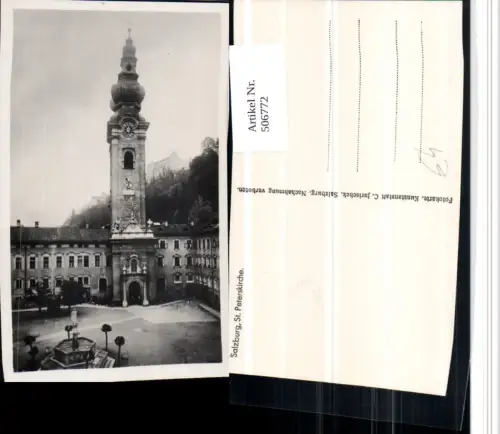 Artikel Nr.
506772
Salzburg, St. Peterskirche.
Fotokarte. Kunstanstalt C. Jurischek, Salzburg. Nachahmung verboten.